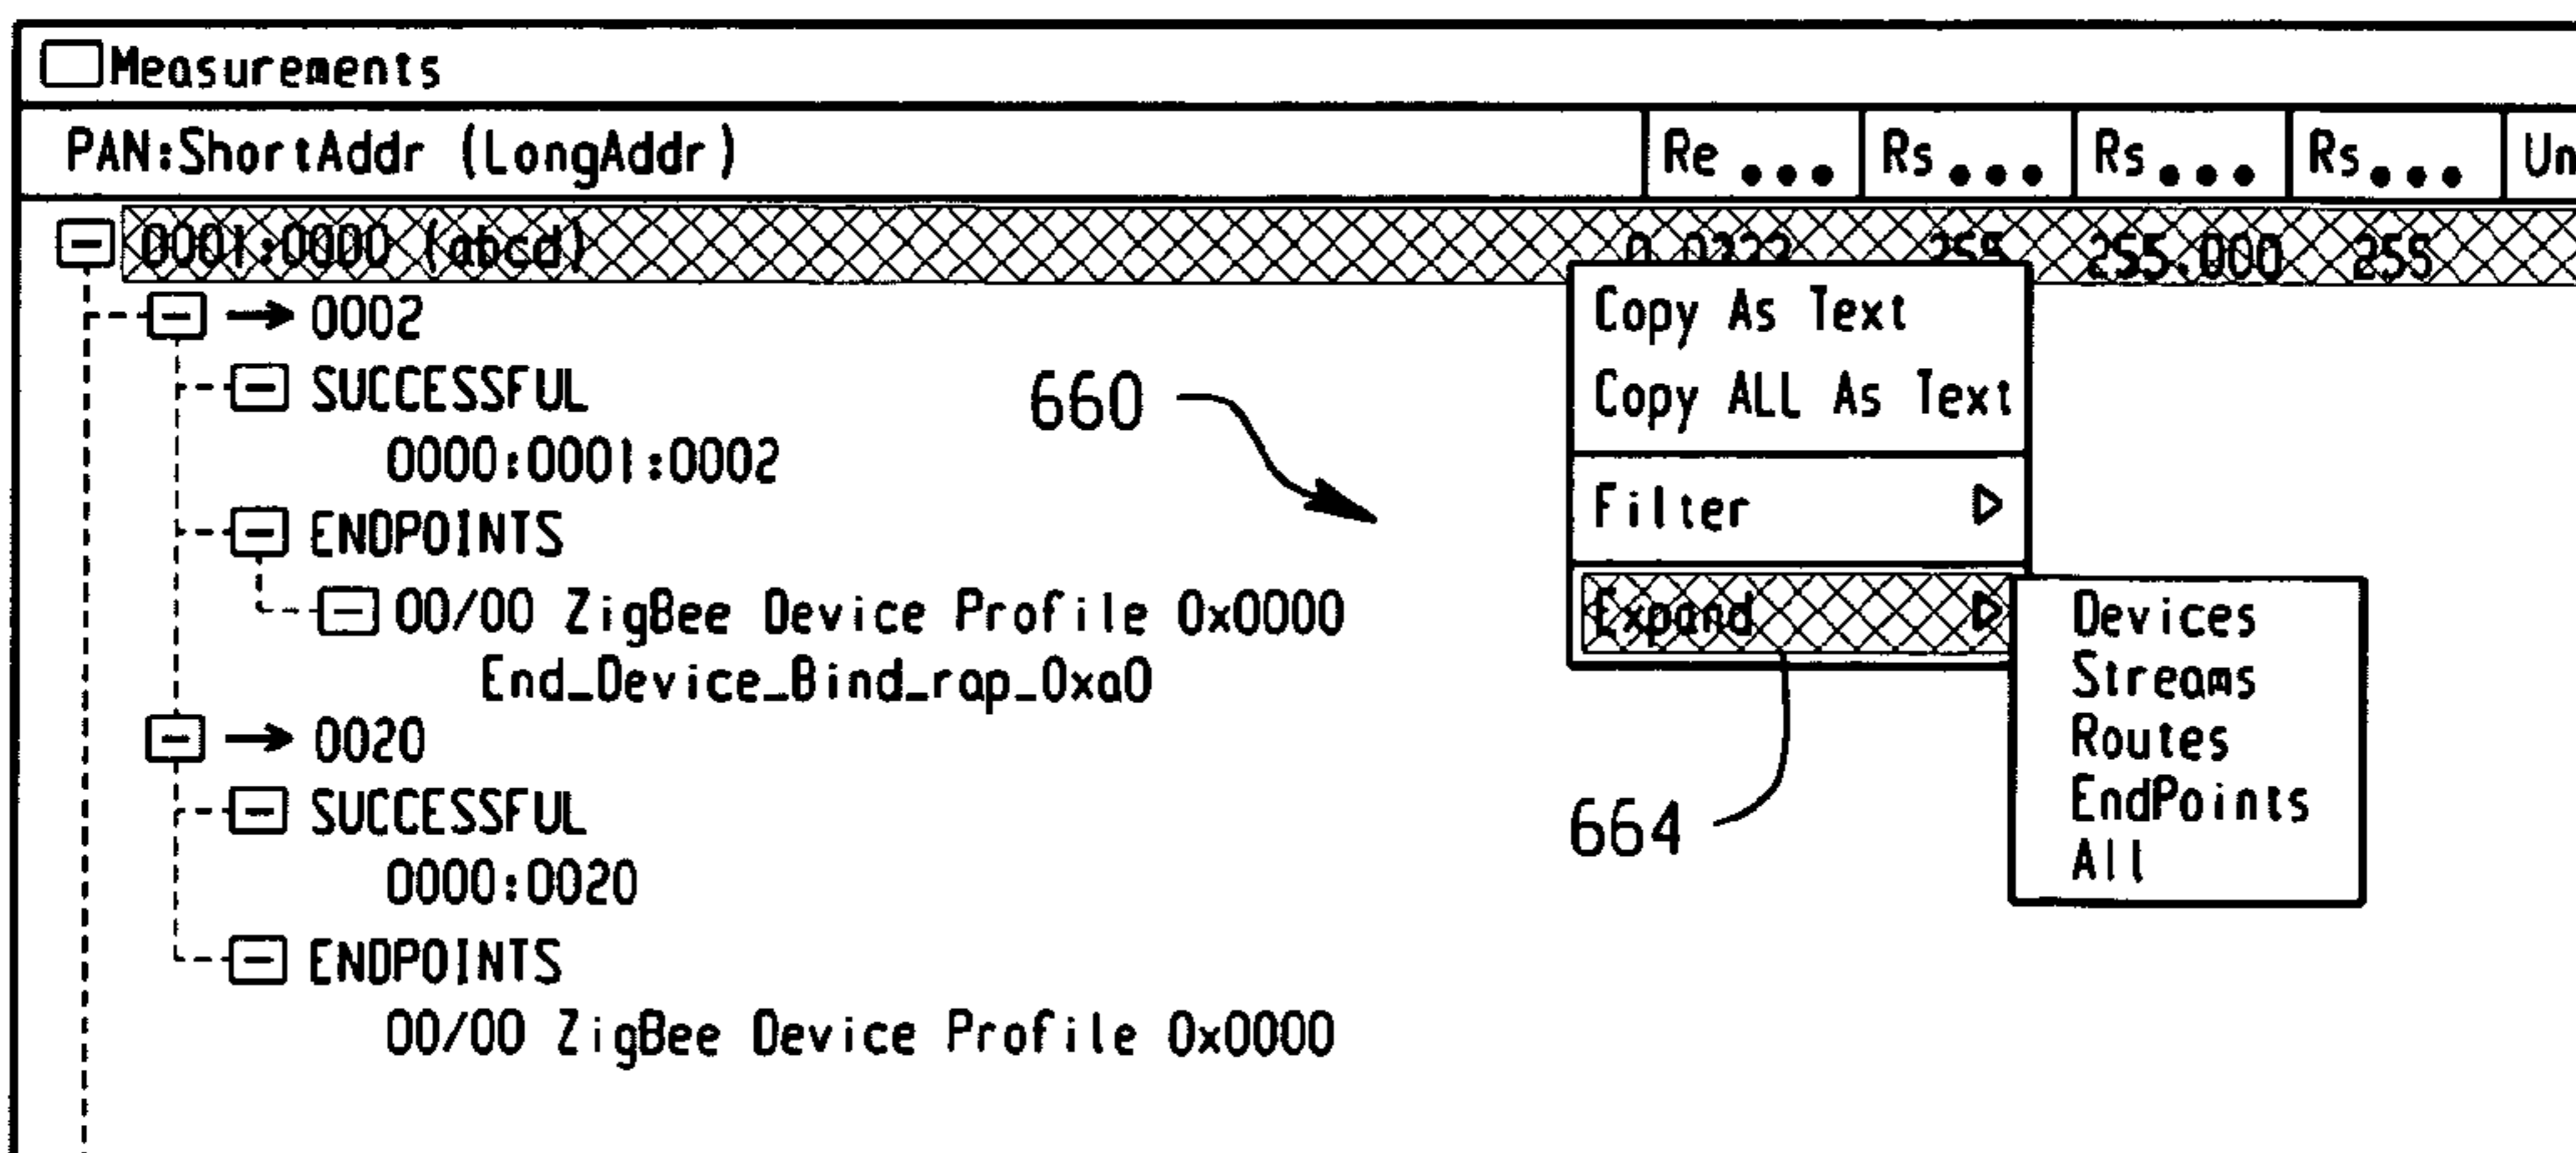 Measurements
PAN:ShortAddr (LongAddr) Re ... Rs ... Rs ... Rs... Un
0001:0000 (abcd) 255 255.000 255
→ 0002
SUCCESSFUL
0000:0001:0002
ENDPOINTS
00/00 ZigBee Device Profile 0x0000
End_Device_Bind_rap_0xa0
→ 0020
SUCCESSFUL
0000:0020
ENDPOINTS
00/00 ZigBee Device Profile 0x0000
660
Copy As Text
Copy ALL As Text
Filter
Expand
664
Devices
Streams
Routes
EndPoints
All